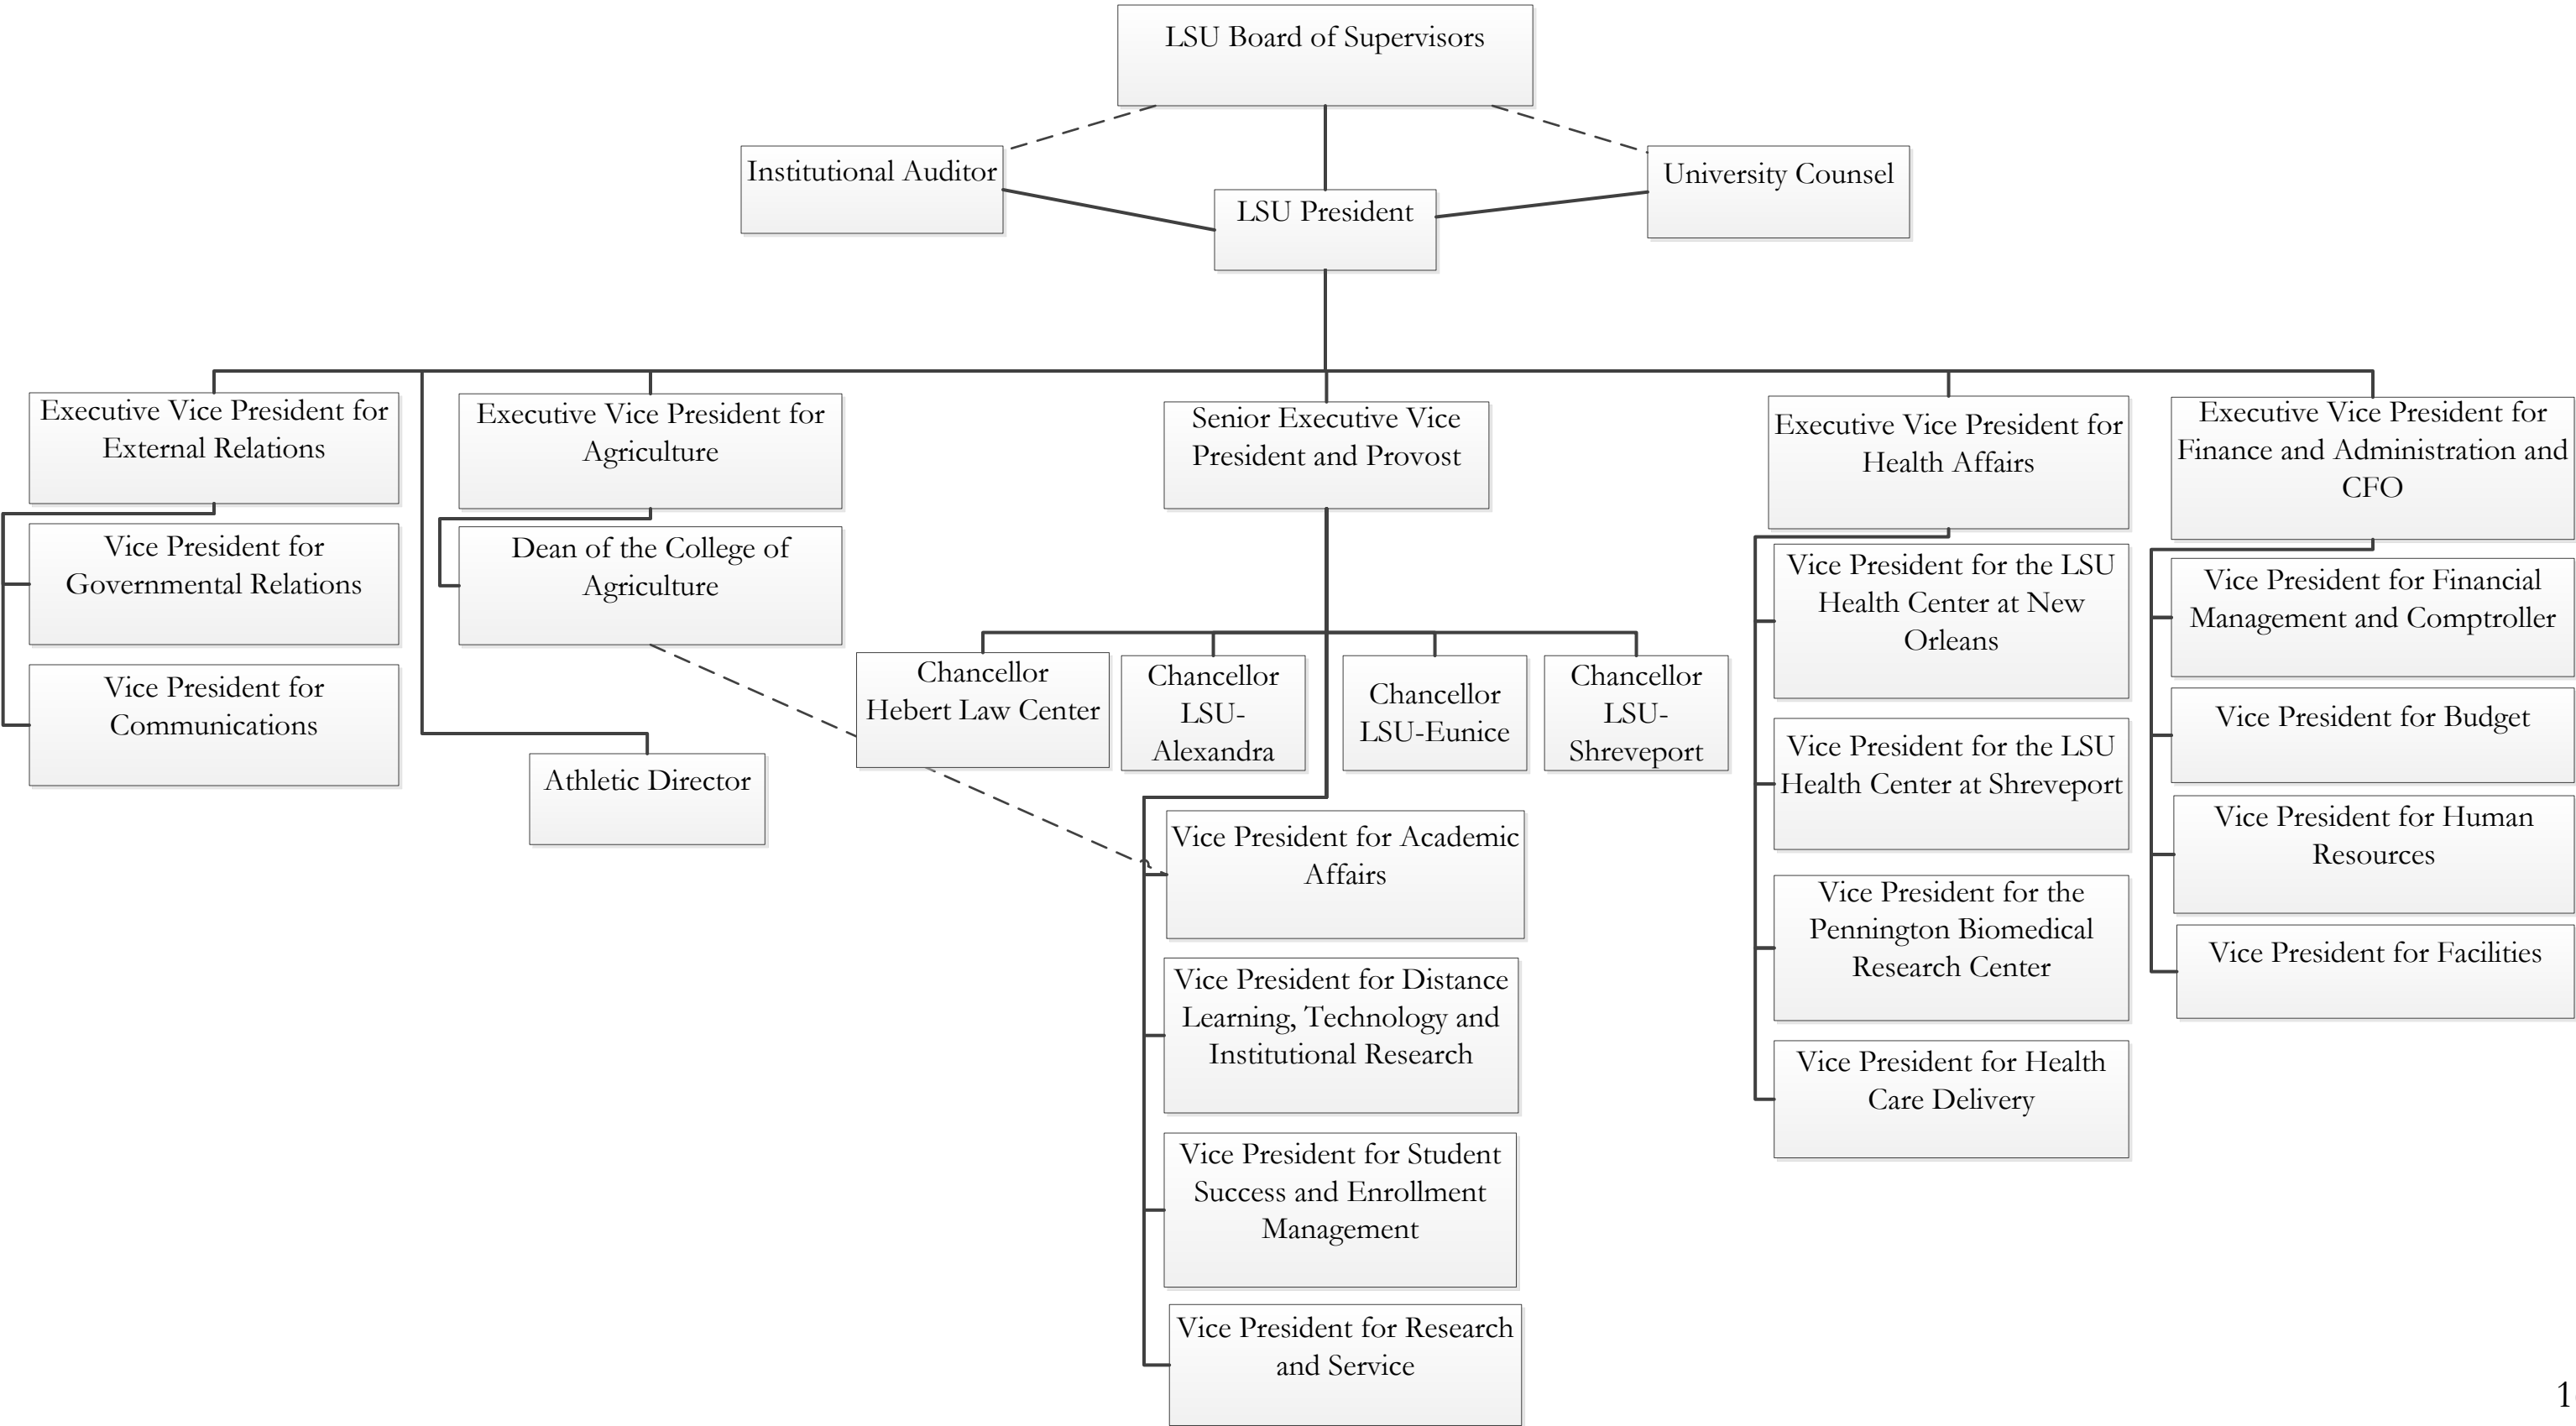 LSU Board of Supervisors
Institutional Auditor
University Counsel
LSU President
Executive Vice President for
External Relations
Executive Vice President for
Agriculture
Senior Executive Vice
President and Provost
Executive Vice President for
Health Affairs
Executive Vice President for
Finance and Administration and
CFO
Vice President for
Governmental Relations
Vice President for
Communications
Dean of the College of
Agriculture
Athletic Director
Chancellor
Hebert Law Center
Chancellor
LSU-
Alexandra
Chancellor
LSU-Eunice
Chancellor
LSU-
Shreveport
Vice President for Academic
Affairs
Vice President for Distance
Learning, Technology and
Institutional Research
Vice President for Student
Success and Enrollment
Management
Vice President for Research
and Service
Vice President for the LSU
Health Center at New
Orleans
Vice President for the LSU
Health Center at Shreveport
Vice President for the
Pennington Biomedical
Research Center
Vice President for Health
Care Delivery
Vice President for Financial
Management and Comptroller
Vice President for Budget
Vice President for Human
Resources
Vice President for Facilities
1